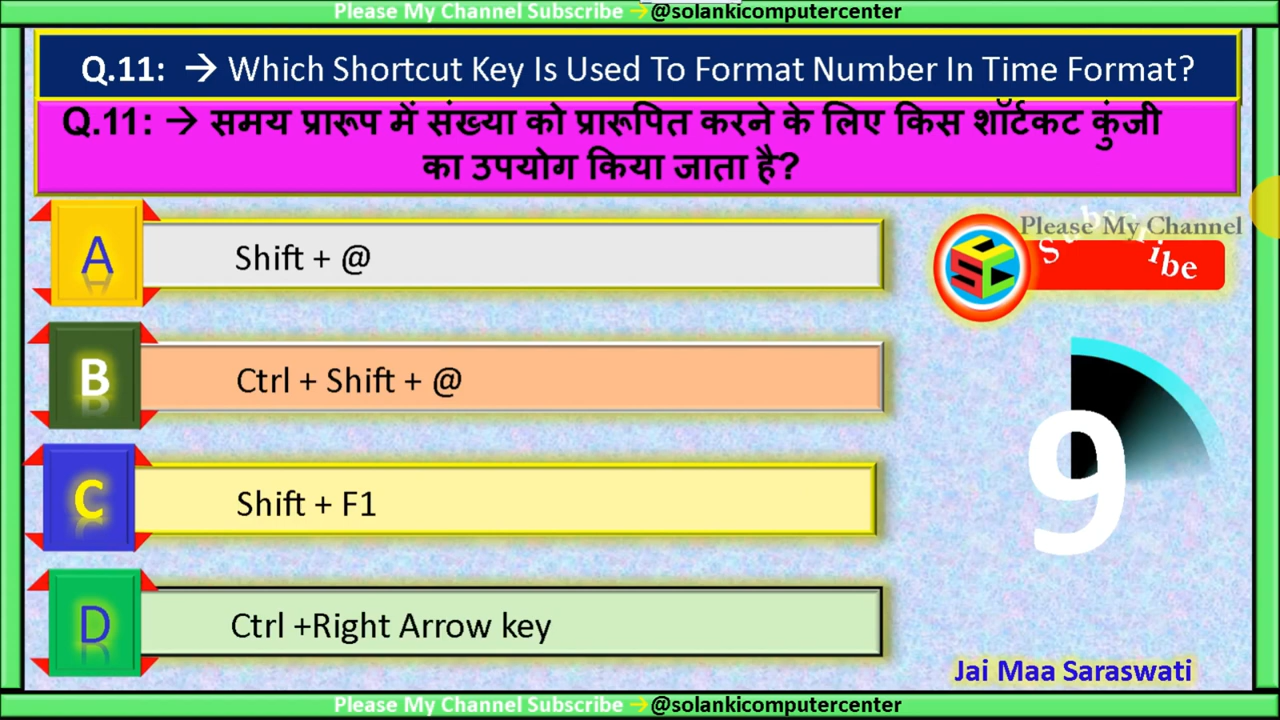 Please My Channel Subscribe → @solankicomputercenter
Q.11: → Which Shortcut Key Is Used To Format Number In Time Format?
Q.11: → समय प्रारूप में संख्या को प्रारूपित करने के लिए किस शॉर्टकट कुंजी
का उपयोग किया जाता है?
A
Shift + @
Please My Channel
Subscribe
SCC
B
Ctrl + Shift + @
C
Shift + F1
9
D
Ctrl +Right Arrow key
Jai Maa Saraswati
Please My Channel Subscribe → @solankicomputercenter